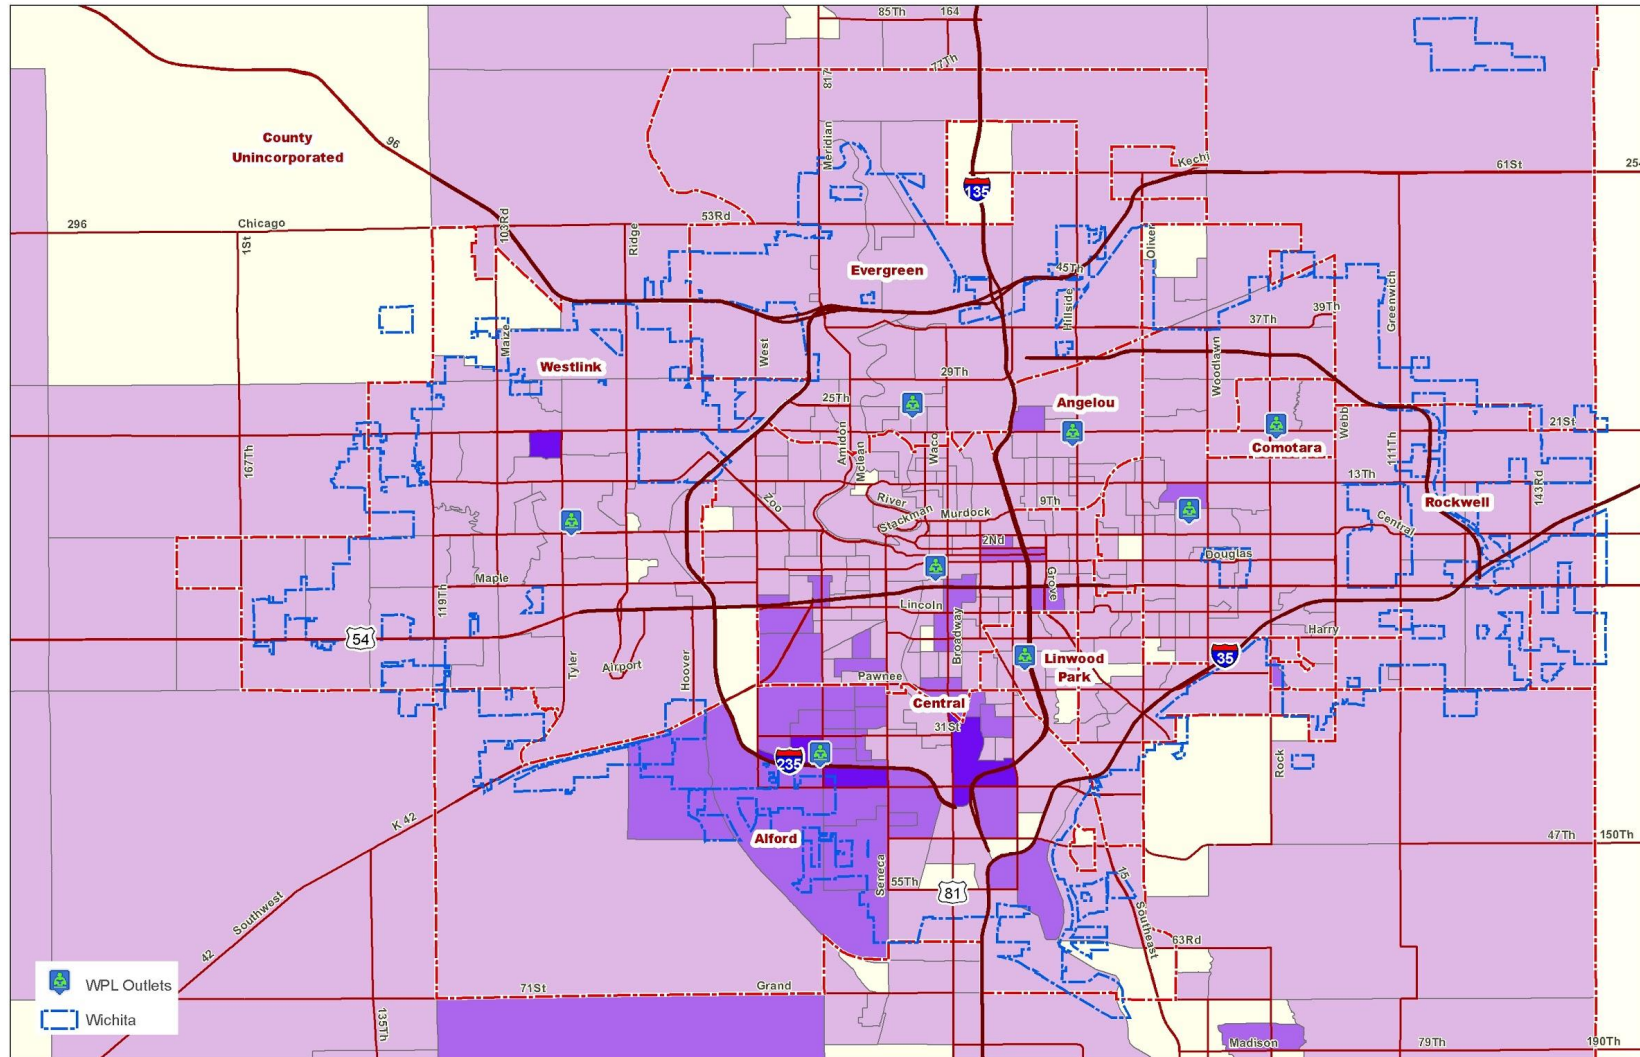 85Th
164
77Th
817
County
Unincorporated
96
Meridian
Kechi
61St
254
135
296
Chicago
1St
103Rd
53Rd
Ridge
Oliver
Evergreen
45Th
Hillside
Greenwich
39Th
37Th
Maize
West
Westlink
29Th
Woodlawn
25Th
Angelou
Amidon
Mclean
Waco
Webb
21St
Comotara
111Th
167Th
13Th
143Rd
Zoo
River
Stackman
Murdock
9Th
Rockwell
Central
2Nd
Douglas
Maple
119Th
Grove
Lincoln
54
Broadway
Harry
35
Tyler
Airport
Hoover
Pawnee
Linwood
Park
Central
31St
235
Rock
K 42
Alford
47Th
150Th
Seneca
55Th
81
15
Southeast
Southwest
42
63Rd
WPL Outlets
Wichita
71St
Grand
135Th
Madison
79Th
190Th